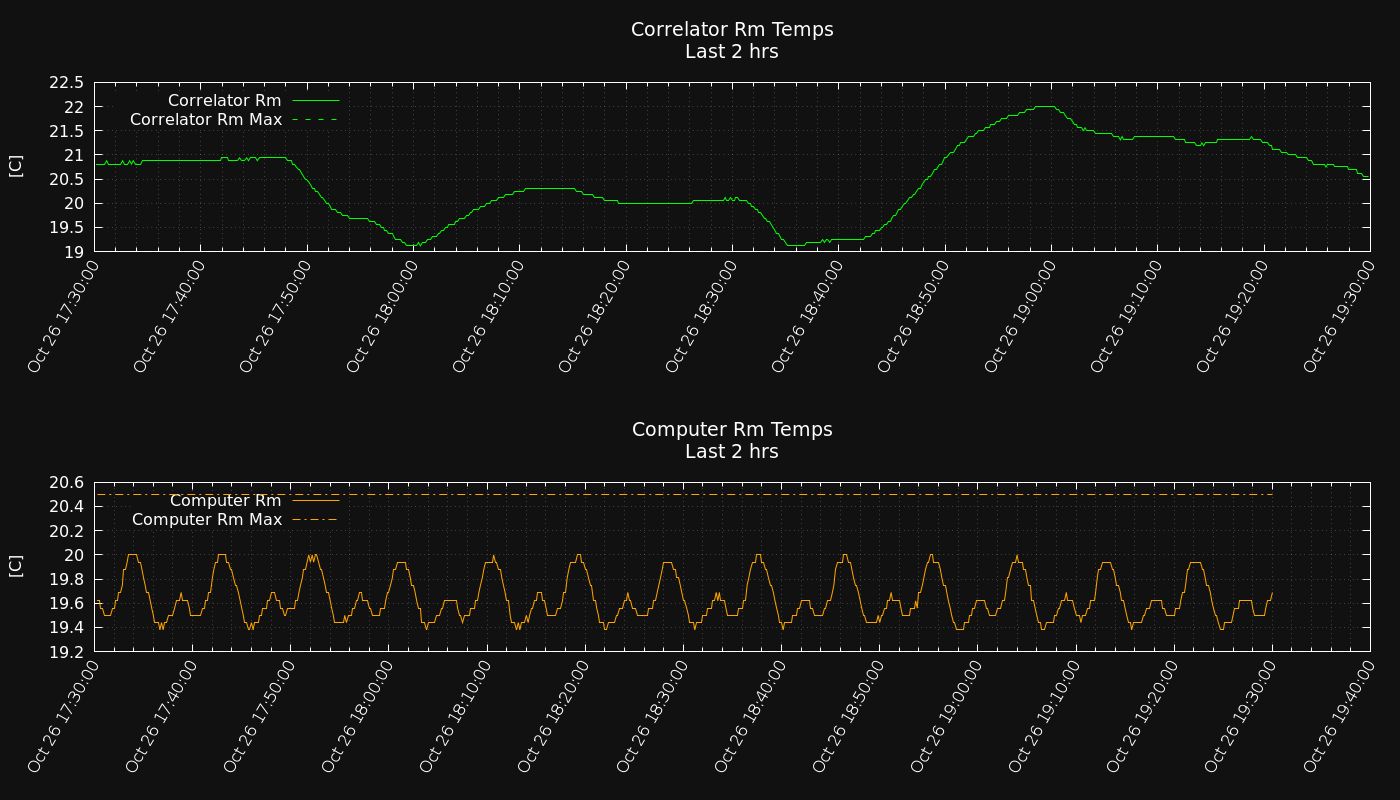 Correlator Rm Temps
Last 2 hrs
22.5
22
21.5
21
20.5
20
19.5
19
[C]
Correlator Rm
Correlator Rm Max
Oct 26 17:30:00
Oct 26 17:40:00
Oct 26 17:50:00
Oct 26 18:00:00
Oct 26 18:10:00
Oct 26 18:20:00
Oct 26 18:30:00
Oct 26 18:40:00
Oct 26 18:50:00
Oct 26 19:00:00
Oct 26 19:10:00
Oct 26 19:20:00
Oct 26 19:30:00
Computer Rm Temps
Last 2 hrs
20.6
20.4
20.2
20
19.8
19.6
19.4
19.2
[C]
Computer Rm
Computer Rm Max
Oct 26 17:30:00
Oct 26 17:40:00
Oct 26 17:50:00
Oct 26 18:00:00
Oct 26 18:10:00
Oct 26 18:20:00
Oct 26 18:30:00
Oct 26 18:40:00
Oct 26 18:50:00
Oct 26 19:00:00
Oct 26 19:10:00
Oct 26 19:20:00
Oct 26 19:30:00
Oct 26 19:40:00